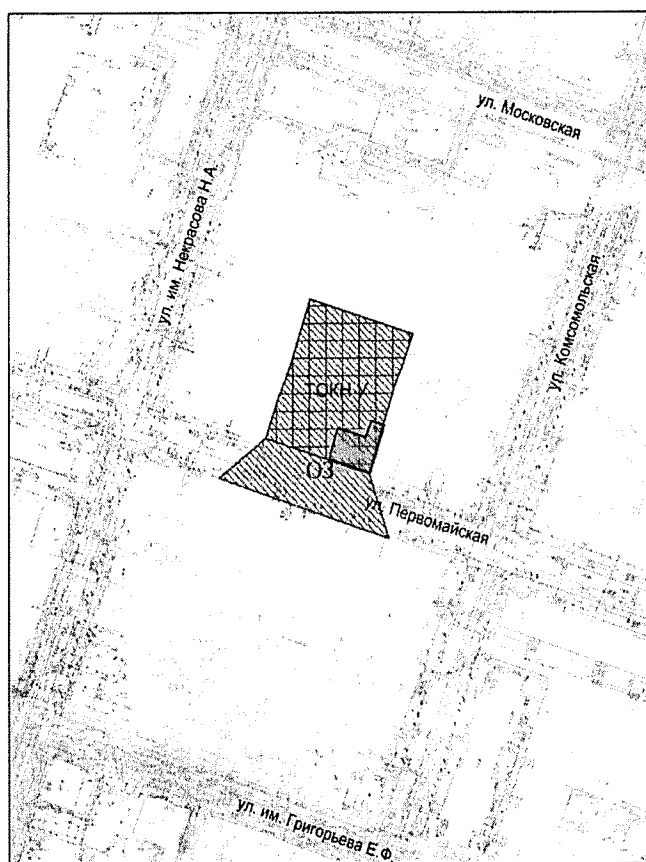 ул. Московская
ул. им. Некрасова Н.А.
ул. Комсомольская
ТОКН-V
ОЗ
ул. Первомайская
ул. им. Григорьева Е.Ф.